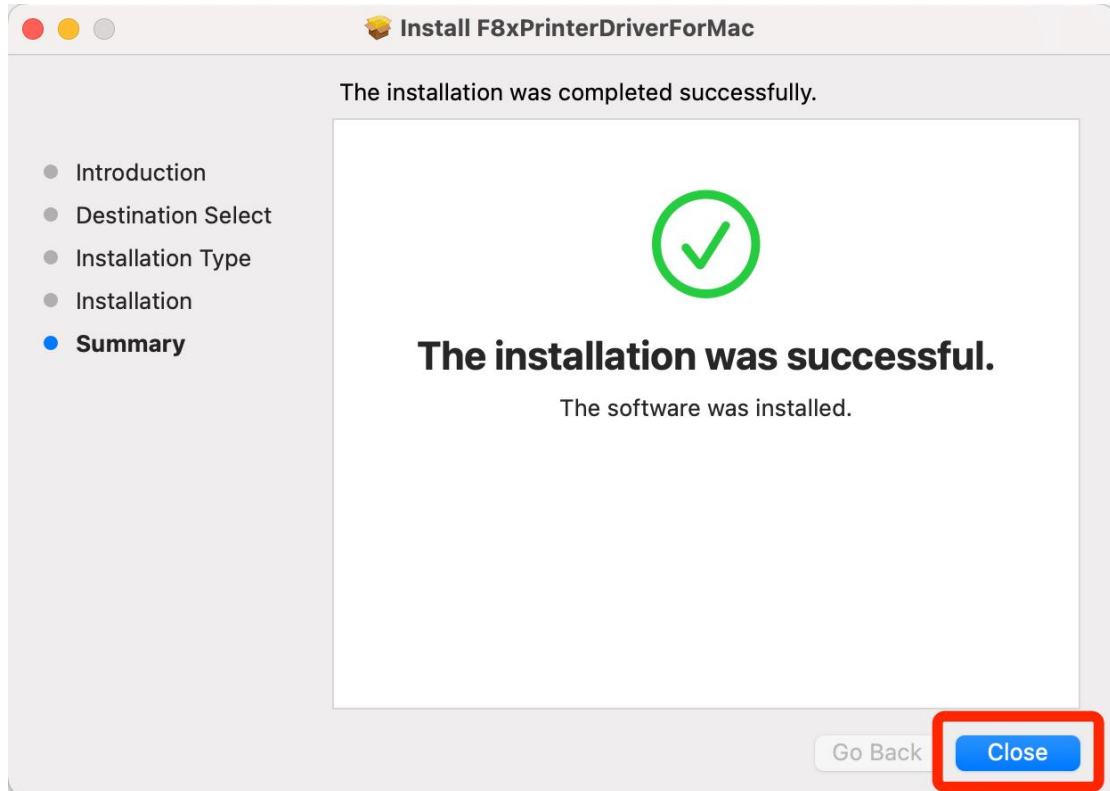 Install F8xPrinterDriverForMac
The installation was completed successfully.
Introduction
Destination Select
Installation Type
Installation
Summary
The installation was successful.
The software was installed.
Go Back
Close